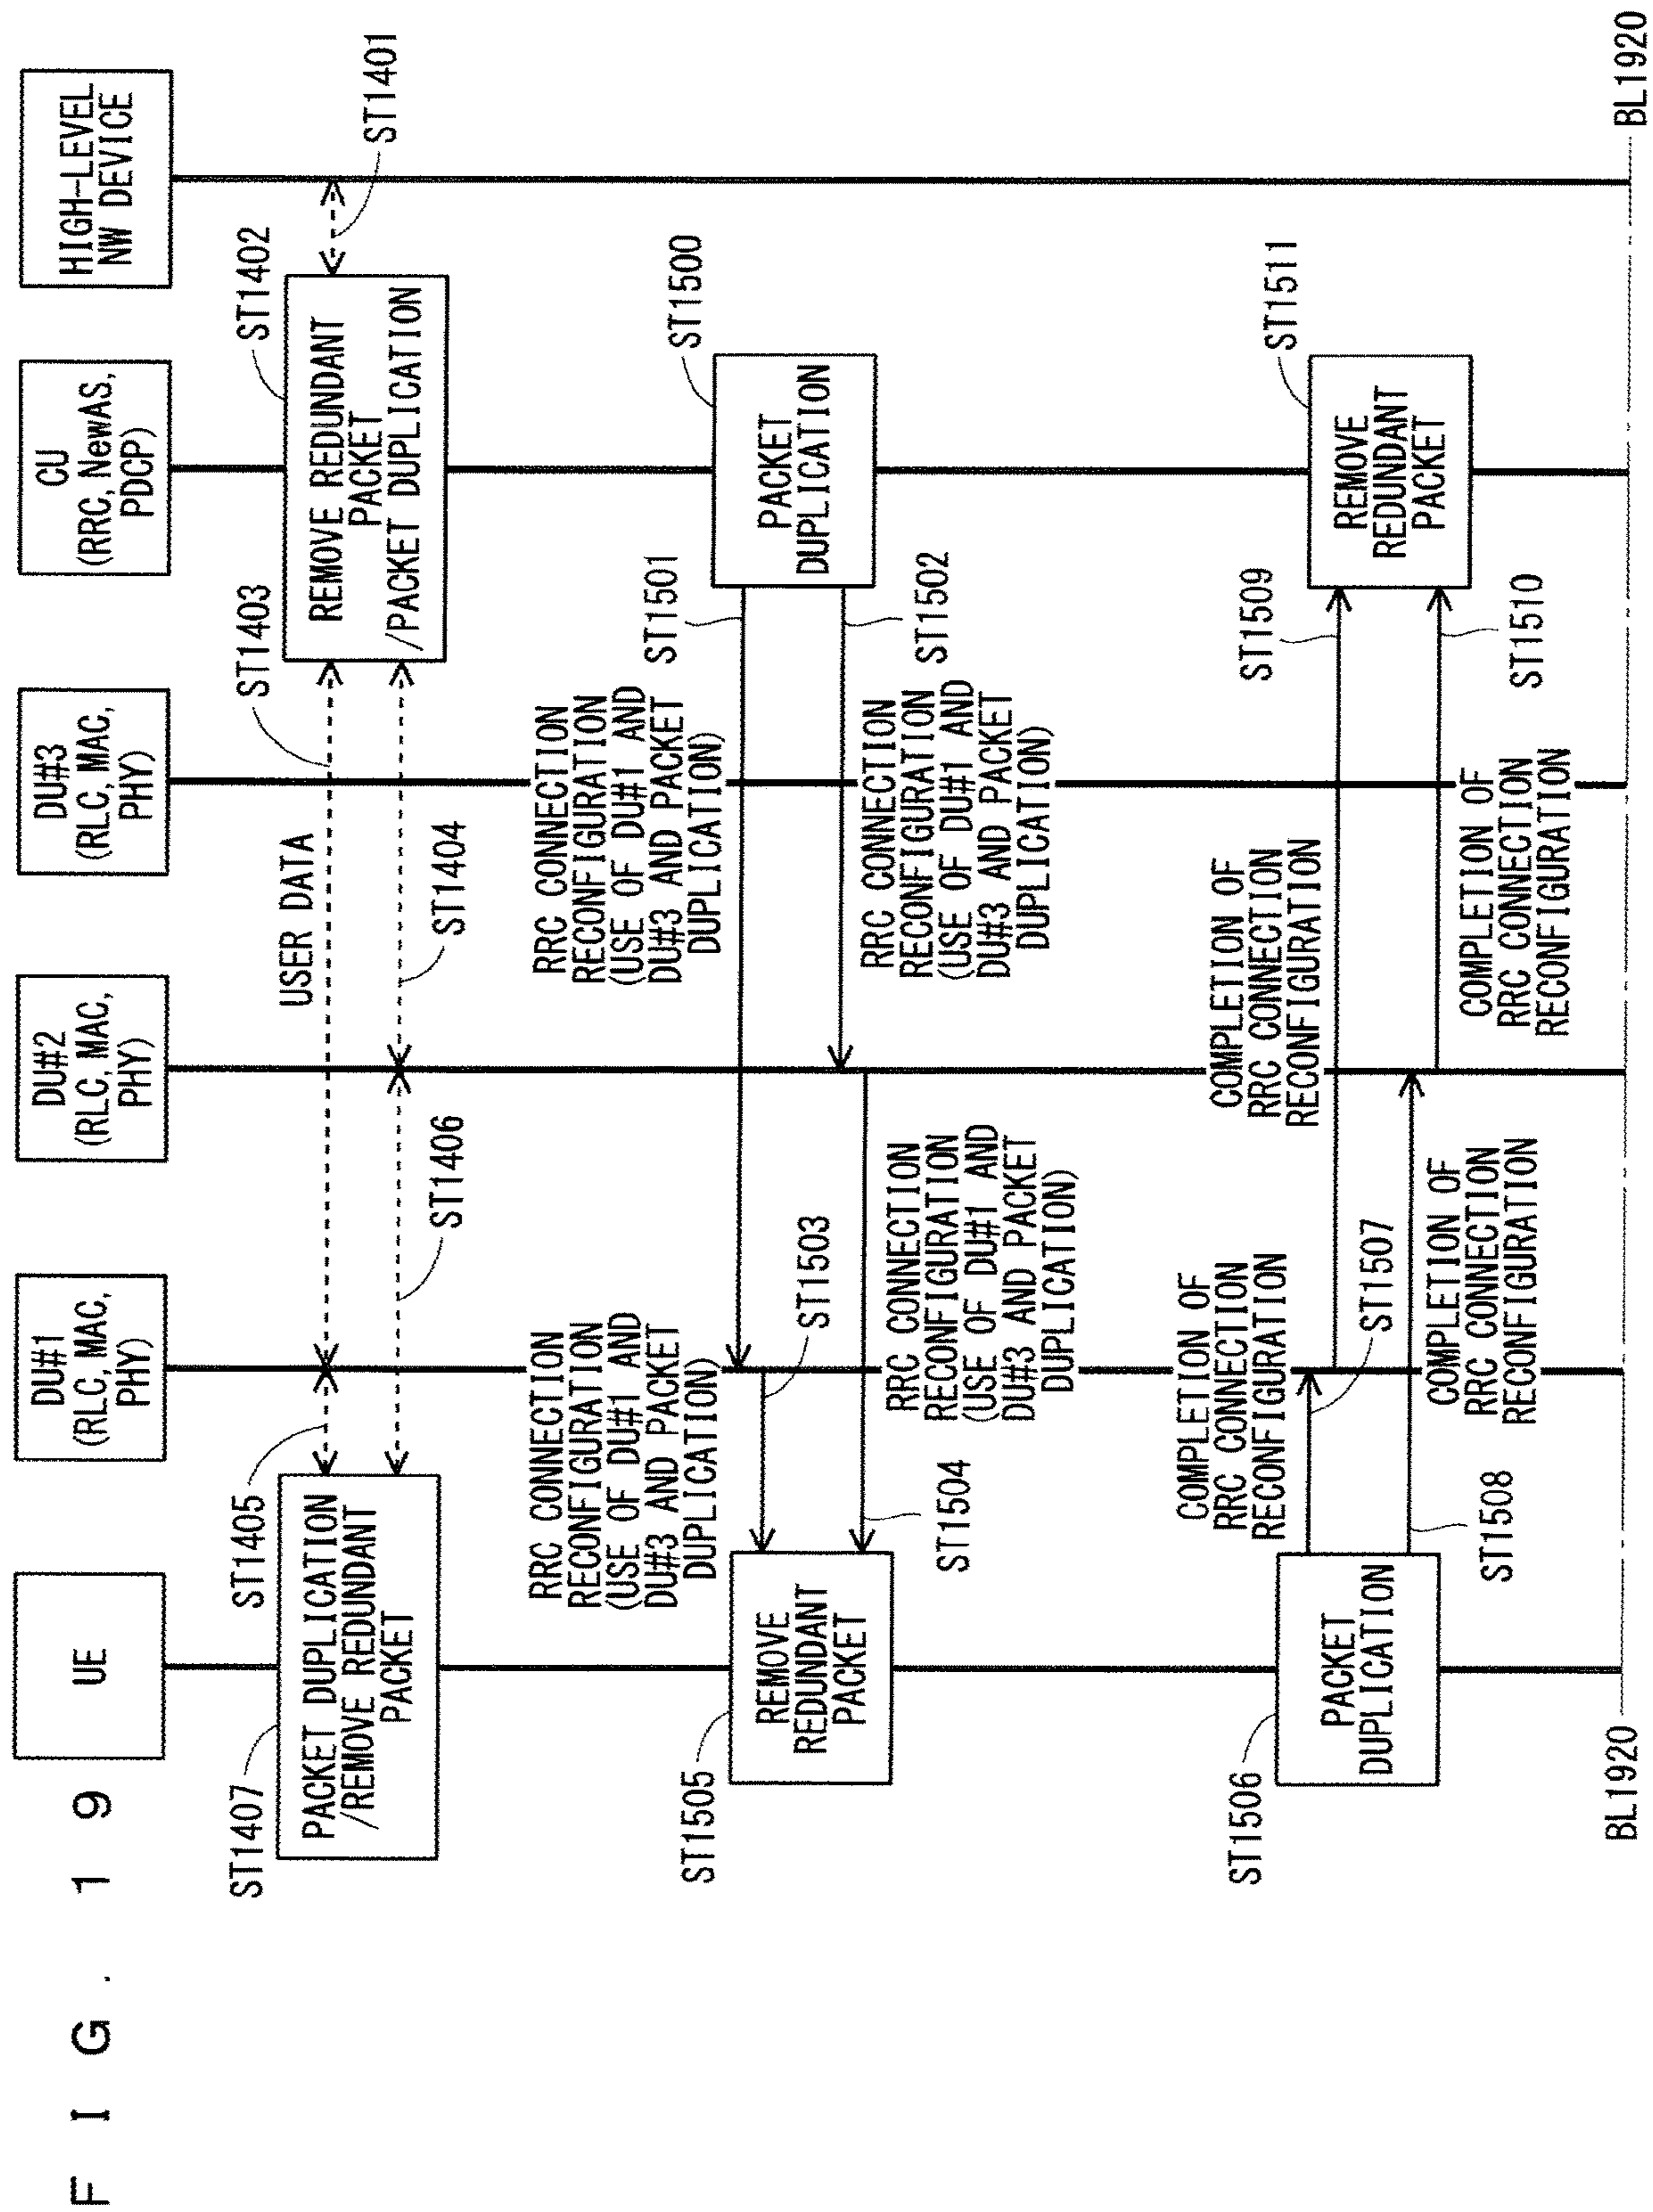 FIG. 19
UE
DU#1
(RLC, MAC,
PHY)
DU#2
(RLC, MAC,
PHY)
DU#3
(RLC, MAC,
PHY)
CU
(RRC, NewAS,
PDCP)
HIGH-LEVEL
NW DEVICE
ST1407
PACKET DUPLICATION
/REMOVE REDUNDANT
PACKET
ST1405
ST1406
USER DATA
ST1404
ST1403
REMOVE REDUNDANT
PACKET
/PACKET DUPLICATION
ST1402
ST1401
RRC CONNECTION
RECONFIGURATION
(USE OF DU#1 AND
DU#3 AND PACKET
DUPLICATION)
RRC CONNECTION
RECONFIGURATION
(USE OF DU#1 AND
DU#3 AND PACKET
DUPLICATION)
ST1501
PACKET
DUPLICATION
ST1500
ST1505
REMOVE
REDUNDANT
PACKET
ST1503
RRC CONNECTION
RECONFIGURATION
(USE OF DU#1 AND
DU#3 AND PACKET
DUPLICATION)
ST1502
ST1504
RRC CONNECTION
RECONFIGURATION
(USE OF DU#1 AND
DU#3 AND PACKET
DUPLICATION)
ST1506
PACKET
DUPLICATION
COMPLETION OF
RRC CONNECTION
RECONFIGURATION
ST1507
COMPLETION OF
RRC CONNECTION
RECONFIGURATION
ST1509
REMOVE
REDUNDANT
PACKET
ST1511
ST1508
COMPLETION OF
RRC CONNECTION
RECONFIGURATION
COMPLETION OF
RRC CONNECTION
RECONFIGURATION
ST1510
BL1920
BL1920